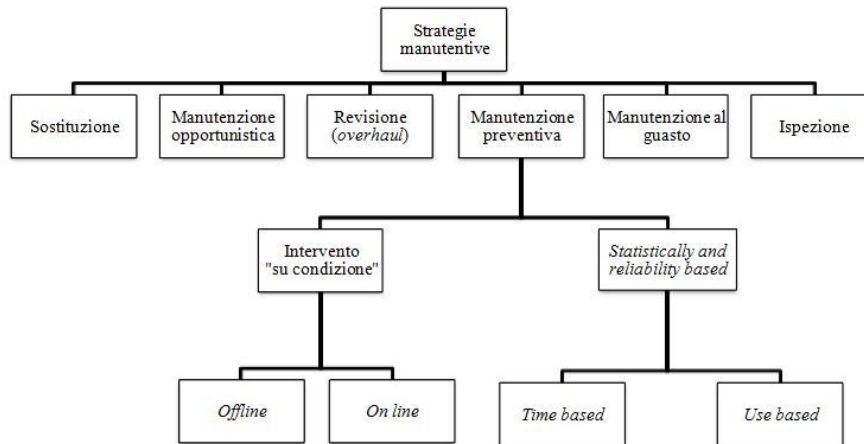 Strategie
manutentive
Sostituzione
Manutenzione
opportunistica
Revisione
(overhaul)
Manutenzione
preventiva
Manutenzione al
guasto
Ispezione
Intervento
"su condizione"
Statistically and
reliability based
Offline
On line
Time based
Use based